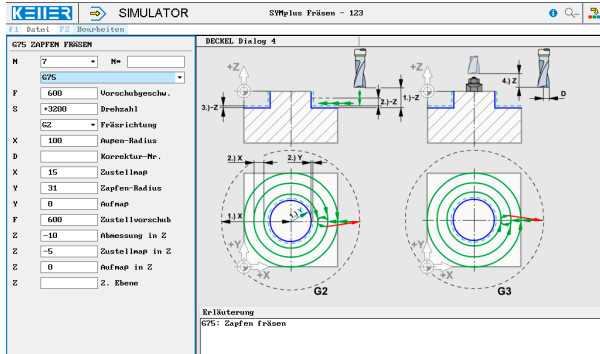 KELLER SIMULATOR SYMplus Fräsen - 123
F1 Datei F2 Bearbeiten
G75 ZAPFEN FRÄSEN
N 7 N*
G75
F 600 Vorschubgeschw.
S +3200 Drehzahl
G2 Fräsrichtung
X 100 Außen-Radius
D Korrektur-Nr.
X 15 Zustellmaß
Y 31 Zapfen-Radius
Y 0 Aufmaß
F 600 Zustellvorschub
Z -10 Abmessung in Z
Z -5 Zustellmaß in Z
Z 0 Aufmaß in Z
Z 2. Ebene
DECKEL Dialog 4
+Z
3.)-Z
2.)-Z
1.)-Z
+Z
4.) Z
D
2.) X
2.) Y
1.) X
1.) Y
+Y
+X
G2
+Y
+X
G3
Erläuterung
G75: Zapfen fräsen